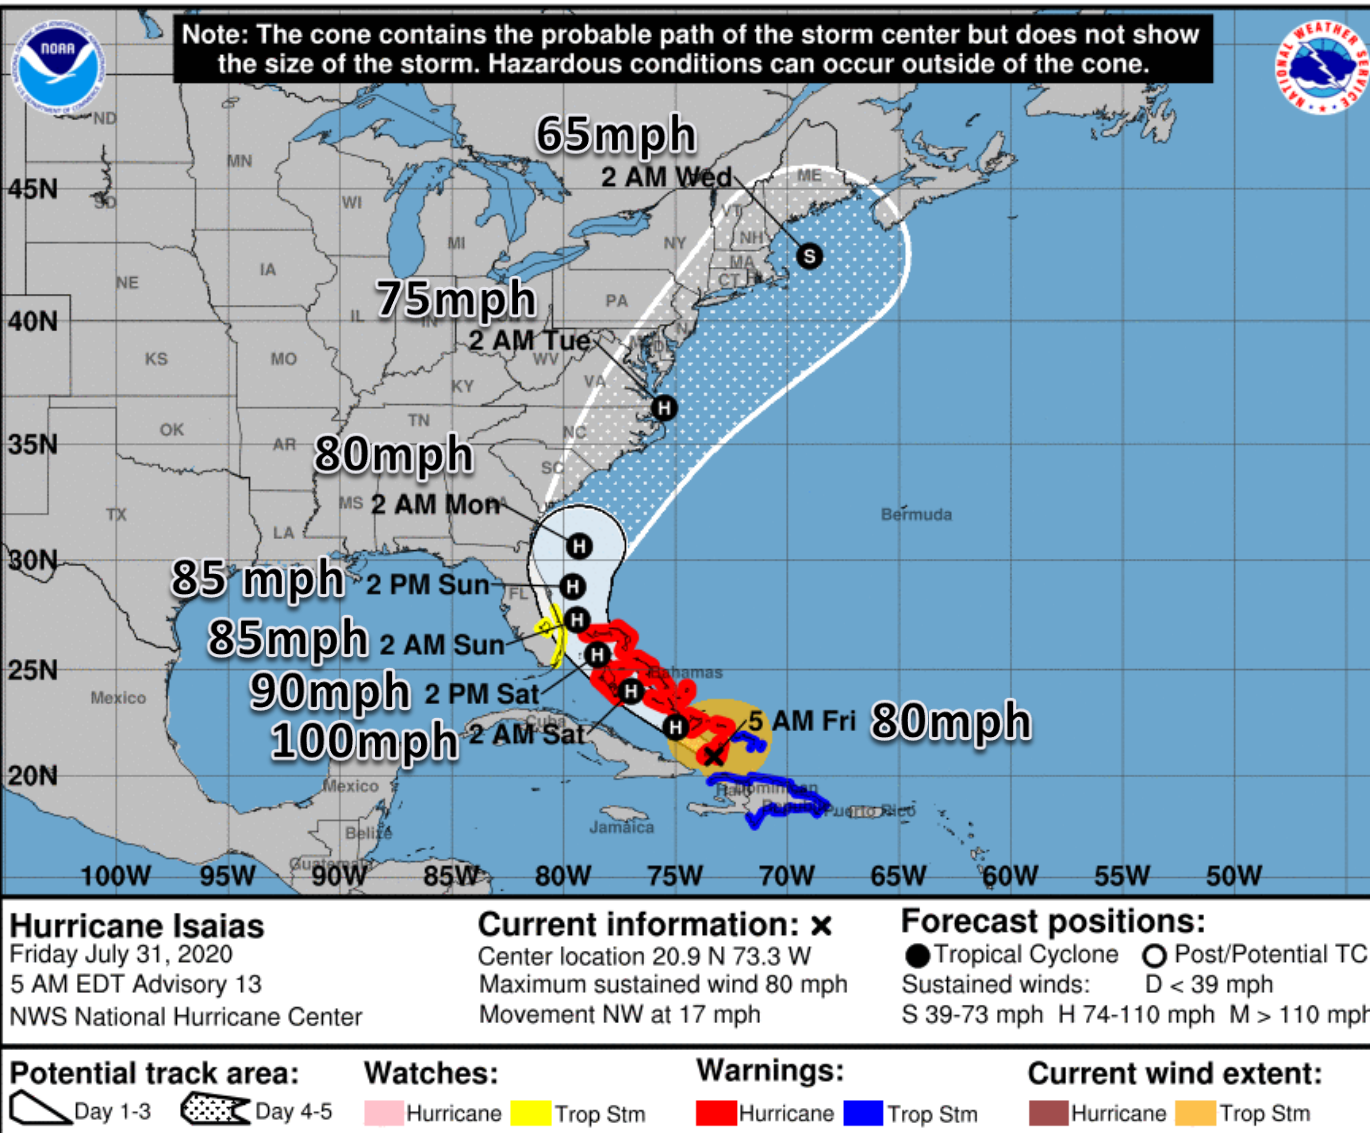 Note: The cone contains the probable path of the storm center but does not show
the size of the storm. Hazardous conditions can occur outside of the cone.
NOAA
NATIONAL WEATHER SERVICE
65mph
2 AM Wed
75mph
2 AM Tue
80mph
2 AM Mon
85 mph
2 PM Sun
85mph
2 AM Sun
90mph
2 PM Sat
100mph
2 AM Sat
5 AM Fri
80mph
ND
MN
SD
WI
MI
NY
VT
ME
NH
MA
CT
NE
IA
IL
IN
PA
KS
MO
WV
VA
KY
OK
AR
TN
NC
SC
TX
LA
MS
FL
Bermuda
Bahamas
Mexico
Cuba
Mexico
Belize
Guatemala
Jamaica
Haiti
Dominican
Republic
Puerto Rico
S
H
H
H
H
H
H
H
45N
40N
35N
30N
25N
20N
100W 95W 90W 85W 80W 75W 70W 65W 60W 55W 50W
Hurricane Isaias
Friday July 31, 2020
5 AM EDT Advisory 13
NWS National Hurricane Center
Current information: ×
Center location 20.9 N 73.3 W
Maximum sustained wind 80 mph
Movement NW at 17 mph
Forecast positions:
Tropical Cyclone Post/Potential TC
Sustained winds: D < 39 mph
S 39-73 mph H 74-110 mph M > 110 mph
Potential track area:
Day 1-3 Day 4-5
Watches:
Hurricane Trop Stm
Warnings:
Hurricane Trop Stm
Current wind extent:
Hurricane Trop Stm